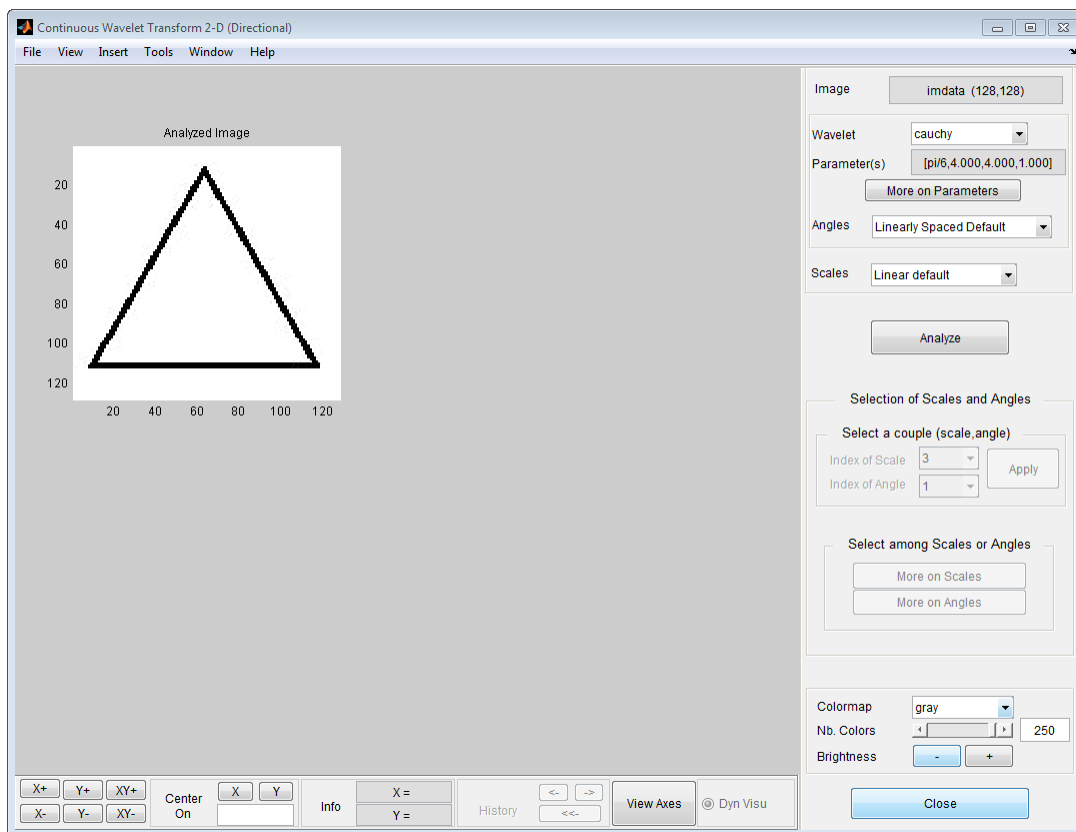 Continuous Wavelet Transform 2-D (Directional)
File View Insert Tools Window Help
Analyzed Image
20
40
60
80
100
120
20 40 60 80 100 120
Image imdata (128,128)
Wavelet cauchy
Parameter(s) [pi/6,4.000,4.000,1.000]
More on Parameters
Angles Linearly Spaced Default
Scales Linear default
Analyze
Selection of Scales and Angles
Select a couple (scale,angle)
Index of Scale 3
Index of Angle 1
Apply
Select among Scales or Angles
More on Scales
More on Angles
Colormap gray
Nb. Colors 250
Brightness - +
Close
X+ Y+ XY+
X- Y- XY-
Center
On
X Y
Info
X =
Y =
History
<- ->
<<-
View Axes
Dyn Visu